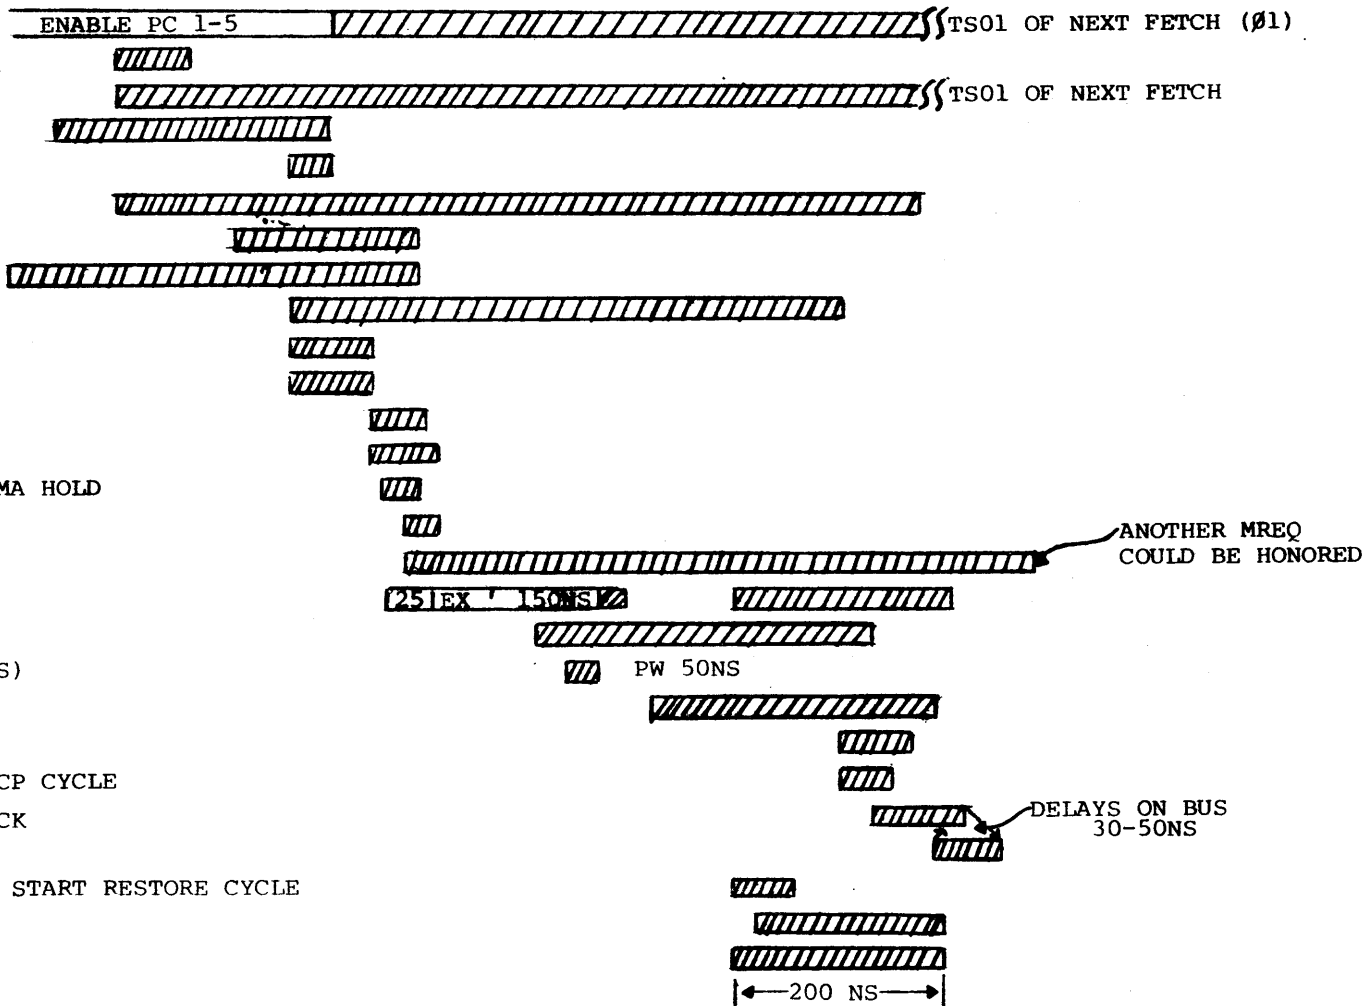 ENABLE PC 1-5
TS01 OF NEXT FETCH (Ø1)
TS01 OF NEXT FETCH
MA HOLD
ANOTHER MREQ
COULD BE HONORED
25 EX ' 150NS
S)
PW 50NS
CP CYCLE
CK
DELAYS ON BUS
30-50NS
START RESTORE CYCLE
200 NS